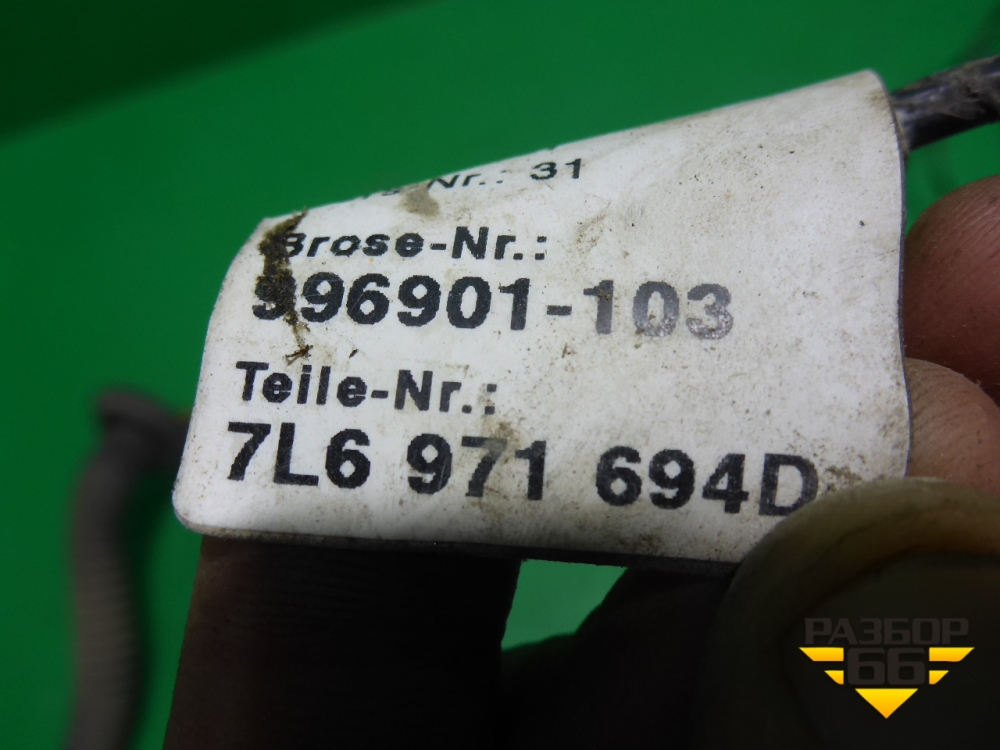 Nr.: 31
Brose-Nr.:
996901-103
Teile-Nr.:
7L6 971 694D
РАЗБОР
66